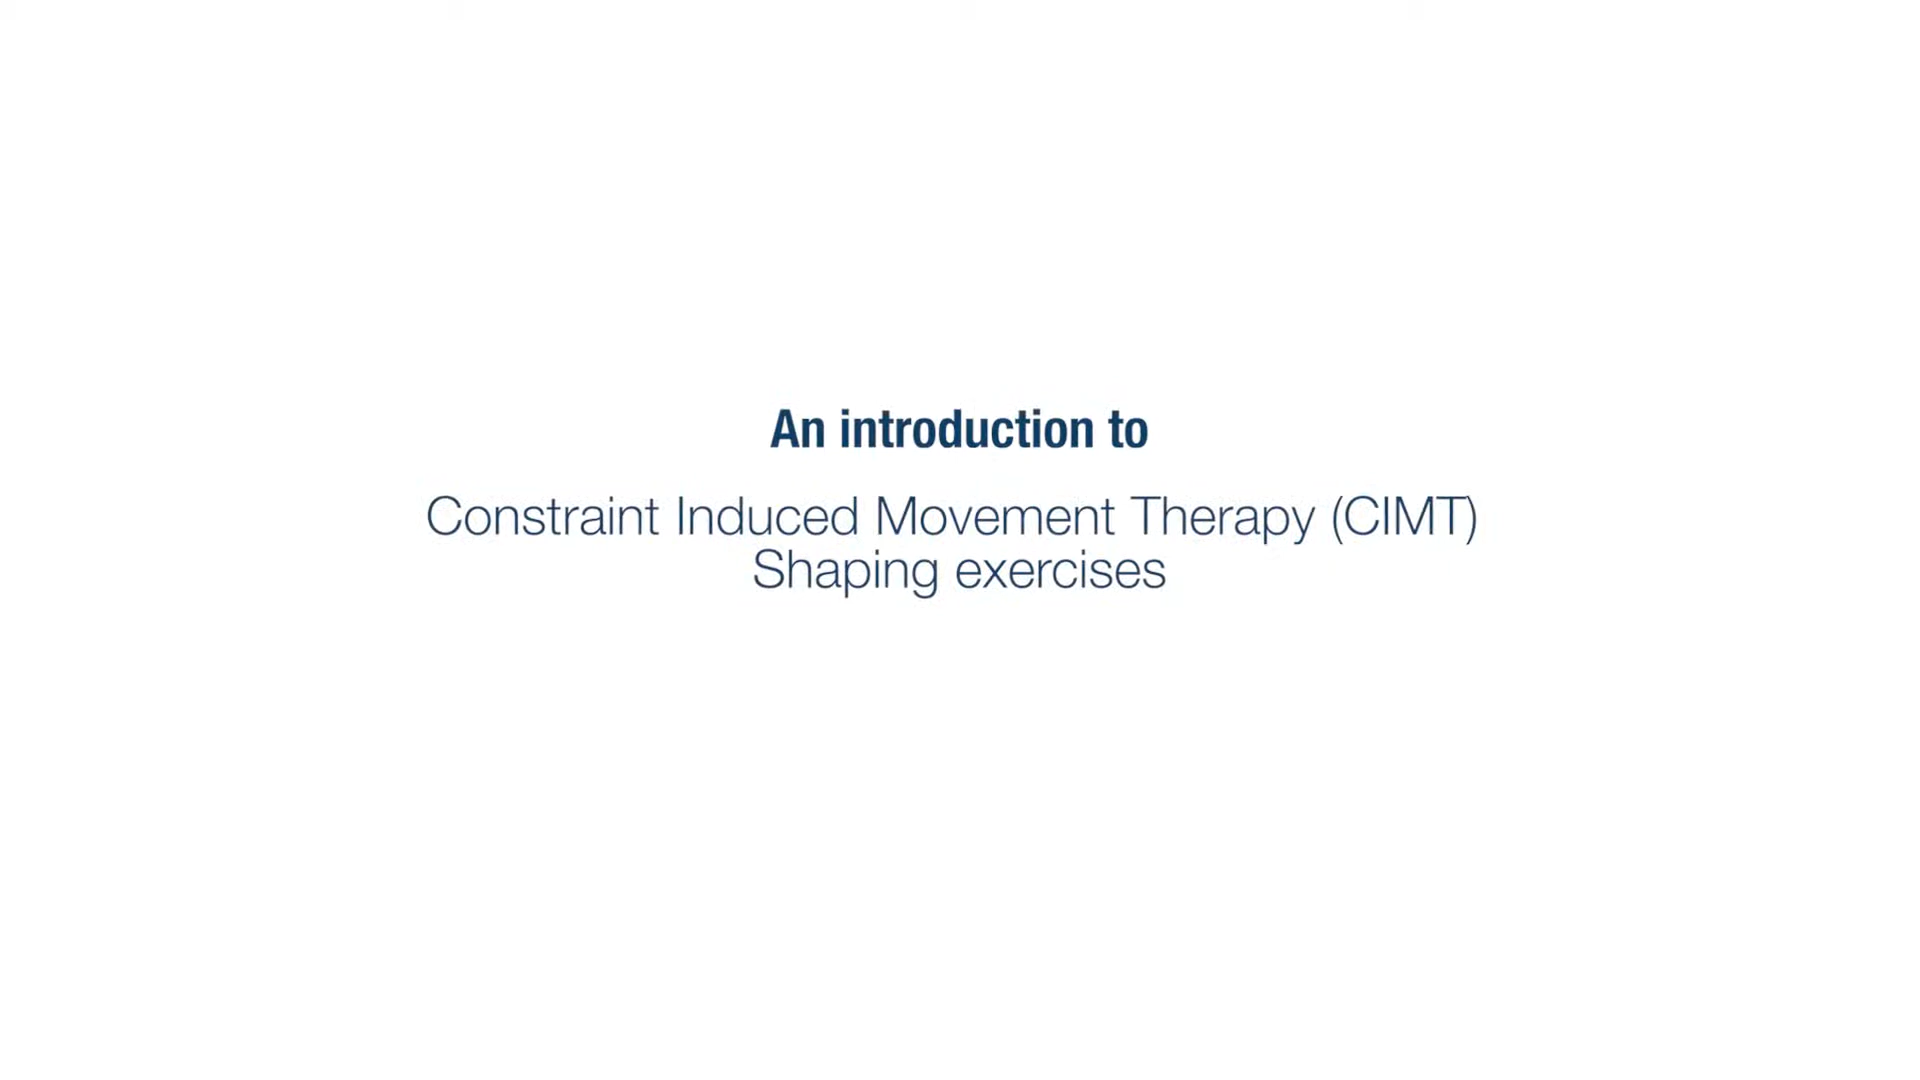 An introduction to
Constraint Induced Movement Therapy (CIMT)
Shaping exercises